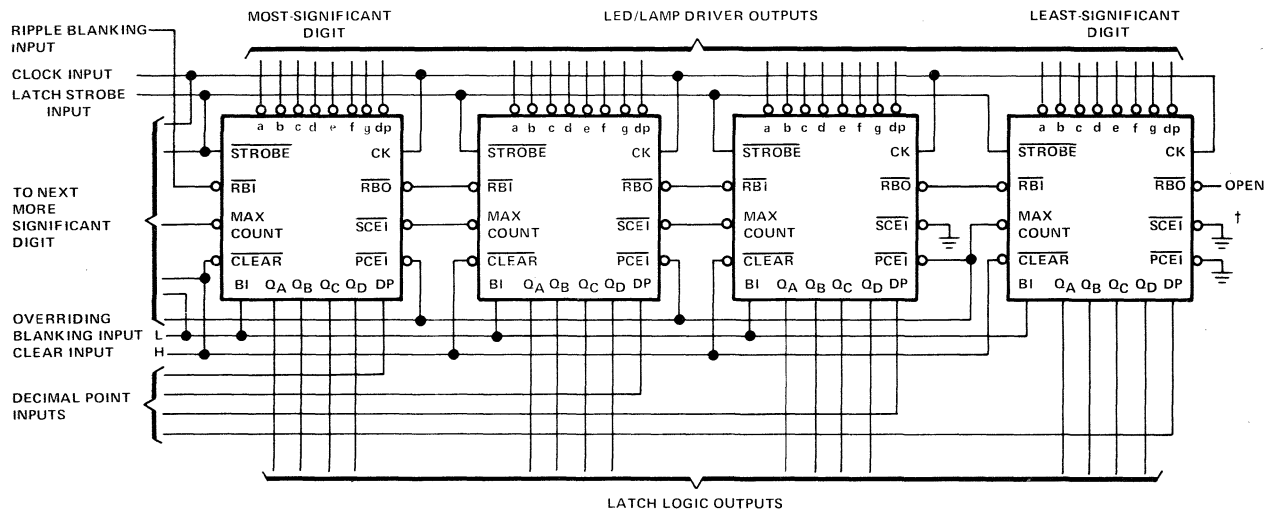 MOST-SIGNIFICANT DIGIT
LED/LAMP DRIVER OUTPUTS
LEAST-SIGNIFICANT DIGIT
RIPPLE BLANKING INPUT
CLOCK INPUT
LATCH STROBE INPUT
a b c d e f g dp
a b c d e f g dp
a b c d e f g dp
a b c d e f g dp
STROBE CK
STROBE CK
STROBE CK
STROBE CK
RBI RBO
RBI RBO
RBI RBO
RBI RBO
OPEN
TO NEXT MORE SIGNIFICANT DIGIT
MAX COUNT SCEI
MAX COUNT SCEI
MAX COUNT SCEI
MAX COUNT SCEI
†
CLEAR PCEI
CLEAR PCEI
CLEAR PCEI
CLEAR PCEI
BI QA QB QC QD DP
BI QA QB QC QD DP
BI QA QB QC QD DP
BI QA QB QC QD DP
OVERRIDING BLANKING INPUT L
CLEAR INPUT H
DECIMAL POINT INPUTS
LATCH LOGIC OUTPUTS